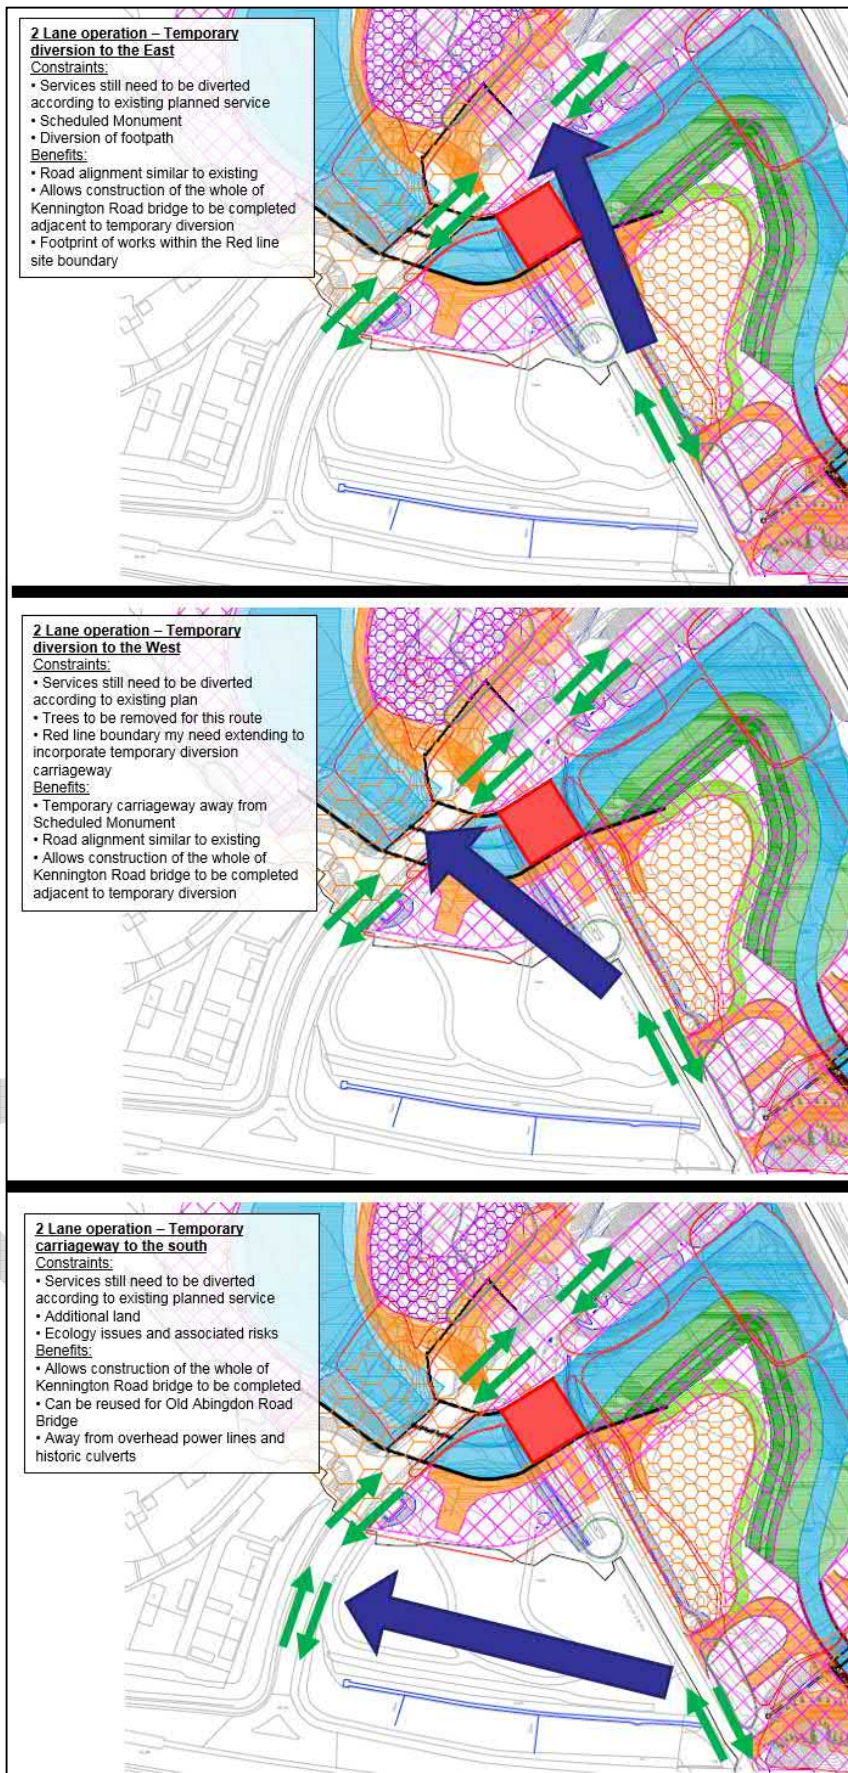 2 Lane operation – Temporary
diversion to the East
Constraints:
• Services still need to be diverted
according to existing planned service
• Scheduled Monument
• Diversion of footpath
Benefits:
• Road alignment similar to existing
• Allows construction of the whole of
Kennington Road bridge to be completed
adjacent to temporary diversion
• Footprint of works within the Red line
site boundary
2 Lane operation – Temporary
diversion to the West
Constraints:
• Services still need to be diverted
according to existing plan
• Trees to be removed for this route
• Red line boundary my need extending to
incorporate temporary diversion
carriageway
Benefits:
• Temporary carriageway away from
Scheduled Monument
• Road alignment similar to existing
• Allows construction of the whole of
Kennington Road bridge to be completed
adjacent to temporary diversion
2 Lane operation – Temporary
carriageway to the south
Constraints:
• Services still need to be diverted
according to existing planned service
• Additional land
• Ecology issues and associated risks
Benefits:
• Allows construction of the whole of
Kennington Road bridge to be completed
• Can be reused for Old Abingdon Road
Bridge
• Away from overhead power lines and
historic culverts